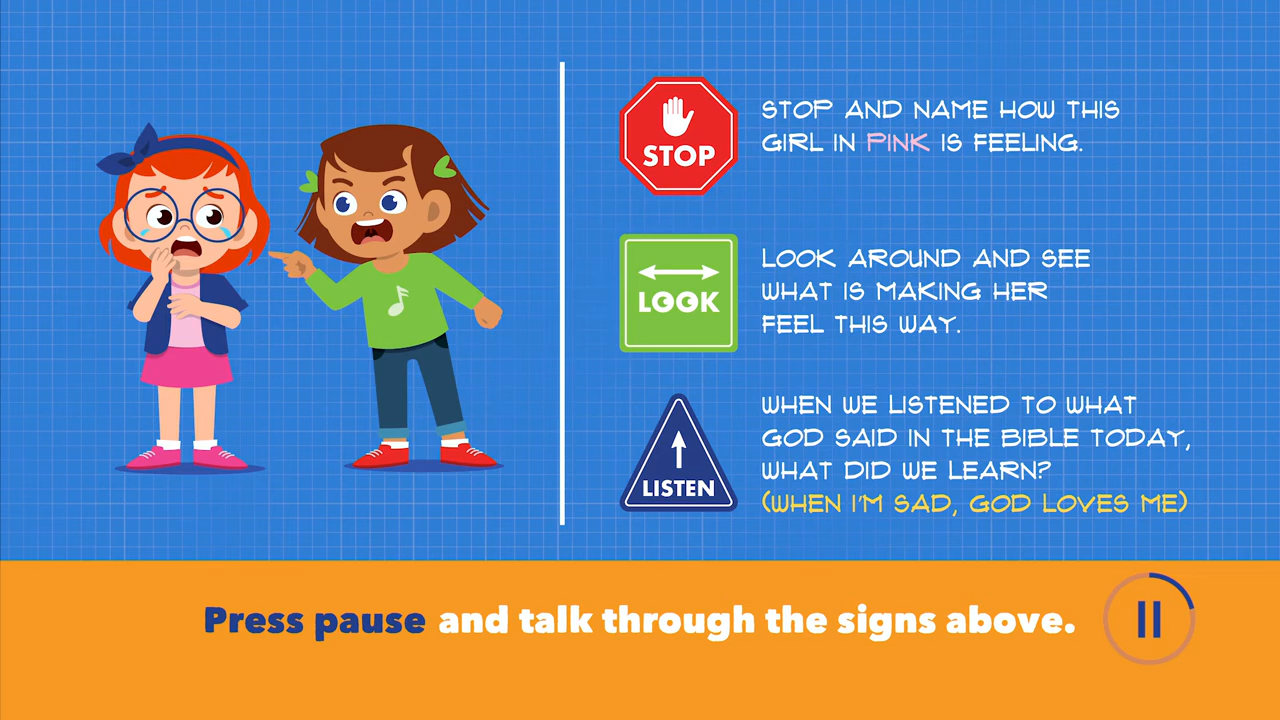 STOP
STOP AND NAME HOW THIS
GIRL IN PINK IS FEELING.
LOOK
LOOK AROUND AND SEE
WHAT IS MAKING HER
FEEL THIS WAY.
LISTEN
WHEN WE LISTENED TO WHAT
GOD SAID IN THE BIBLE TODAY,
WHAT DID WE LEARN?
(WHEN I'M SAD, GOD LOVES ME)
Press pause and talk through the signs above.